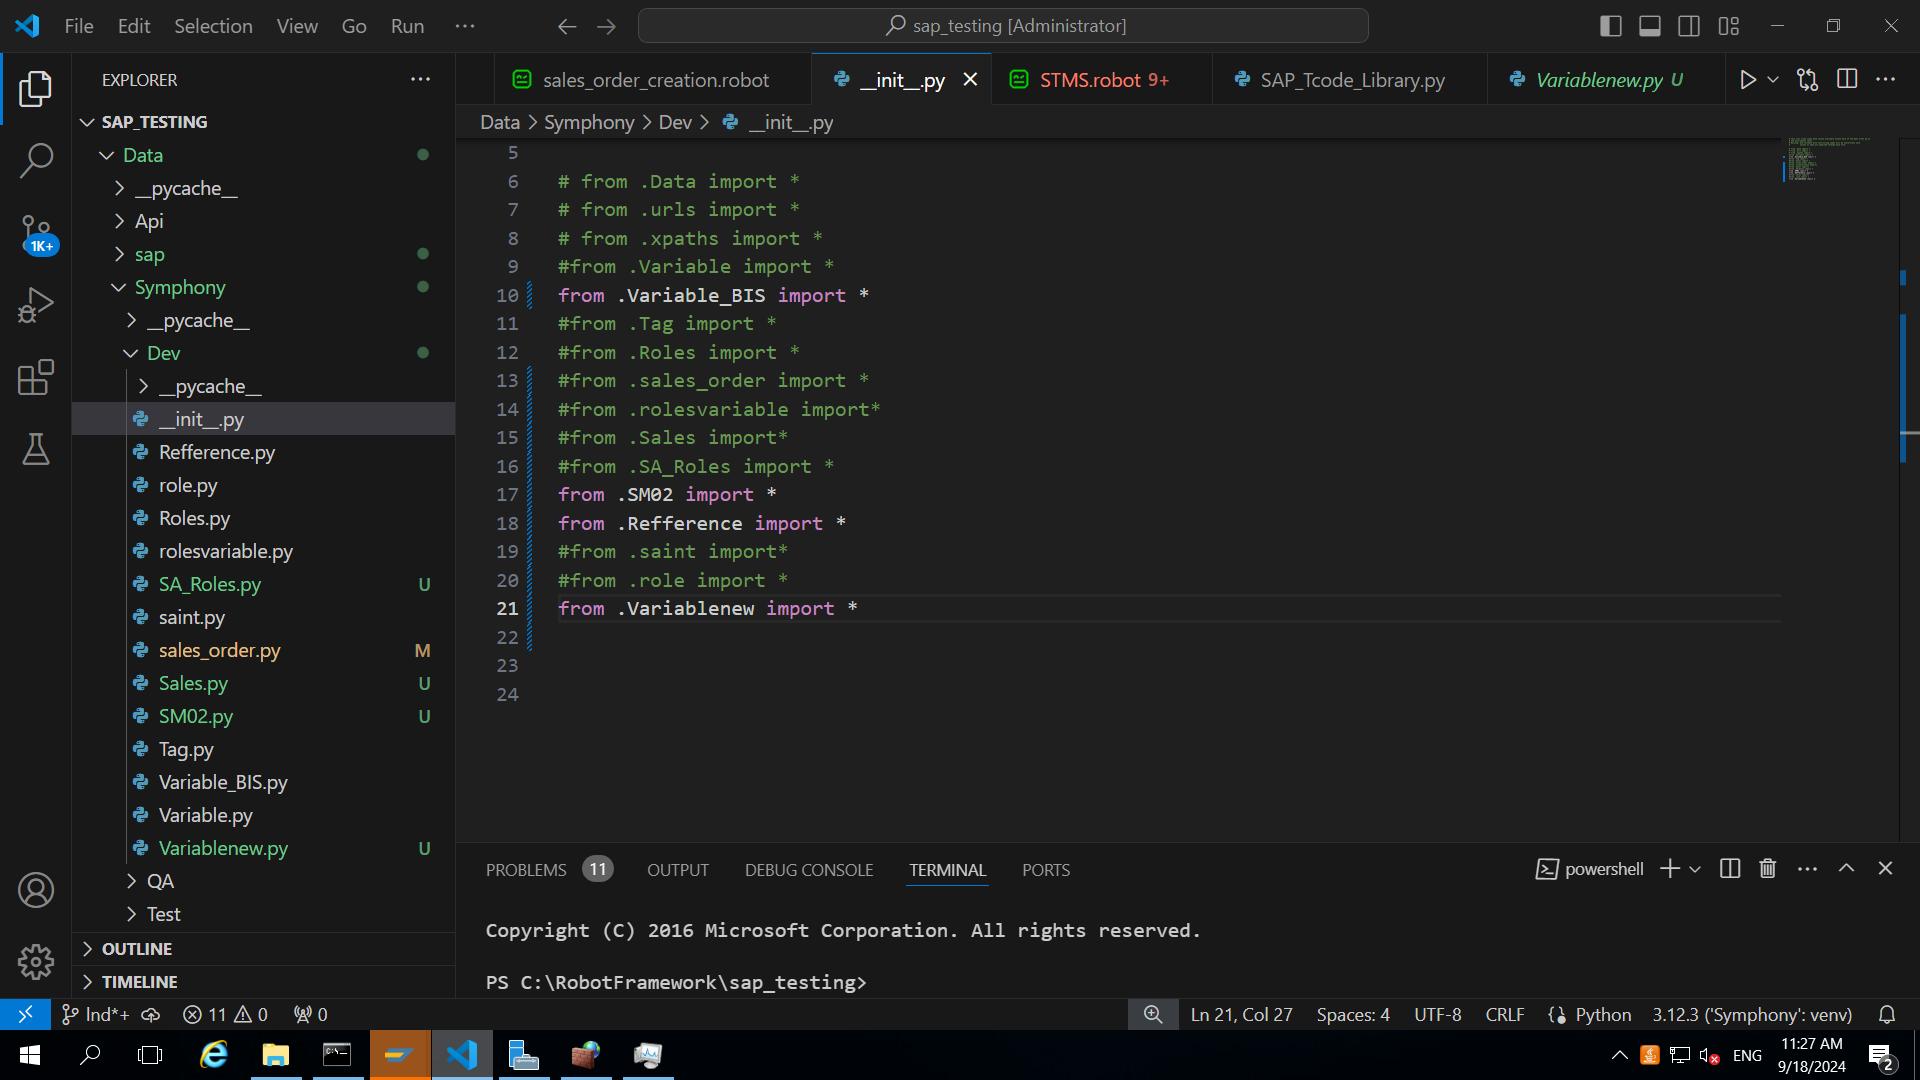 File Edit Selection View Go Run ···
sap_testing [Administrator]
EXPLORER ···
SAP_TESTING
Data
__pycache__
Api
sap
Symphony
__pycache__
Dev
__pycache__
__init__.py
Refference.py
role.py
Roles.py
rolesvariable.py
SA_Roles.py U
saint.py
sales_order.py M
Sales.py U
SM02.py U
Tag.py
Variable_BIS.py
Variable.py
Variablenew.py U
QA
Test
OUTLINE
TIMELINE
1K+
sales_order_creation.robot __init__.py STMS.robot 9+ SAP_Tcode_Library.py Variablenew.py U
Data > Symphony > Dev > __init__.py
5
6 # from .Data import *
7 # from .urls import *
8 # from .xpaths import *
9 #from .Variable import *
10 from .Variable_BIS import *
11 #from .Tag import *
12 #from .Roles import *
13 #from .sales_order import *
14 #from .rolesvariable import*
15 #from .Sales import*
16 #from .SA_Roles import *
17 from .SM02 import *
18 from .Refference import *
19 #from .saint import*
20 #from .role import *
21 from .Variablenew import *
22
23
24
PROBLEMS 11 OUTPUT DEBUG CONSOLE TERMINAL PORTS powershell
Copyright (C) 2016 Microsoft Corporation. All rights reserved.
PS C:\RobotFramework\sap_testing>
Ind*+ 11 0 0 Ln 21, Col 27 Spaces: 4 UTF-8 CRLF Python 3.12.3 ('Symphony': venv)
ENG 11:27 AM
9/18/2024 2